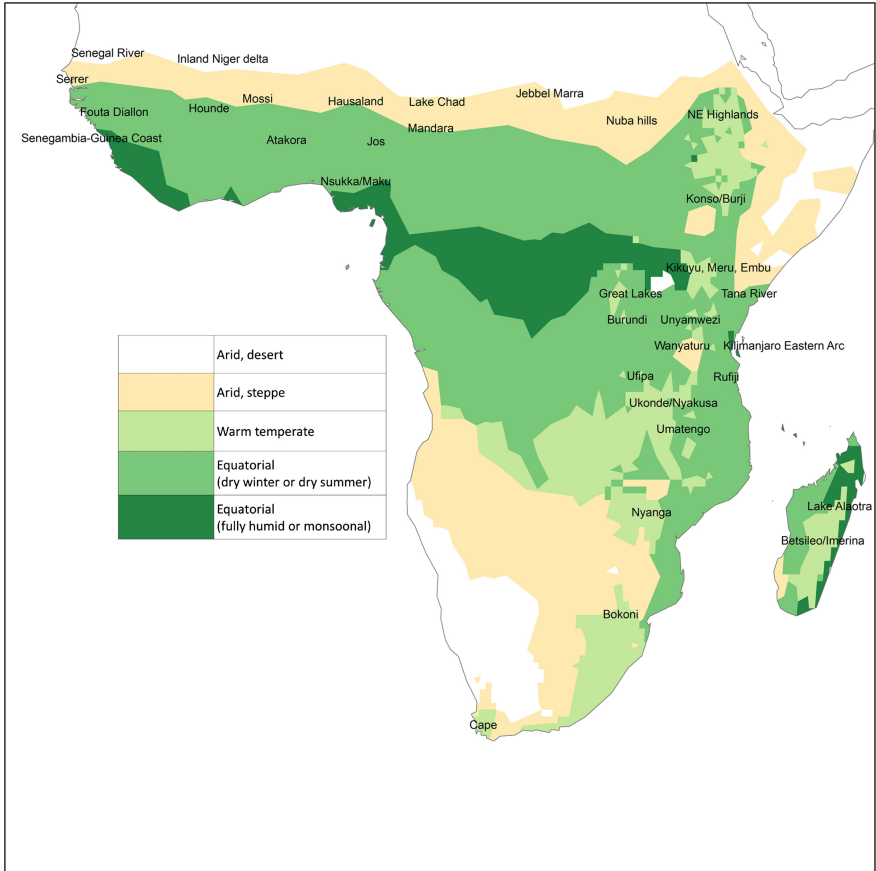 Senegal River
Inland Niger delta
Serrer
Jebbel Marra
Mossi
Hausaland
Lake Chad
Hounde
Fouta Diallon
NE Highlands
Nuba hills
Mandara
Senegambia-Guinea Coast
Atakora
Jos
Nsukka/Maku
Konso/Burji
Kikuyu, Meru, Embu
Great Lakes
Tana River
Burundi
Unyamwezi
Wanyaturu
Kilimanjaro Eastern Arc
Ufipa
Rufiji
Ukonde/Nyakusa
Umatengo
Lake Alaotra
Nyanga
Betsileo/Imerina
Bokoni
Cape
Arid, desert
Arid, steppe
Warm temperate
Equatorial
(dry winter or dry summer)
Equatorial
(fully humid or monsoonal)